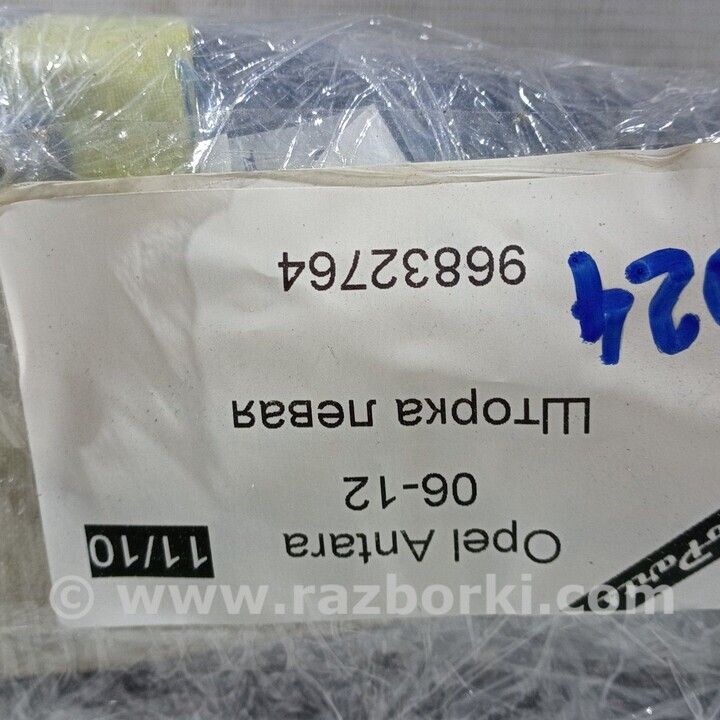 11/10
Opel Antara
06-12
Шторка левая
96832764
© www.razborki.com